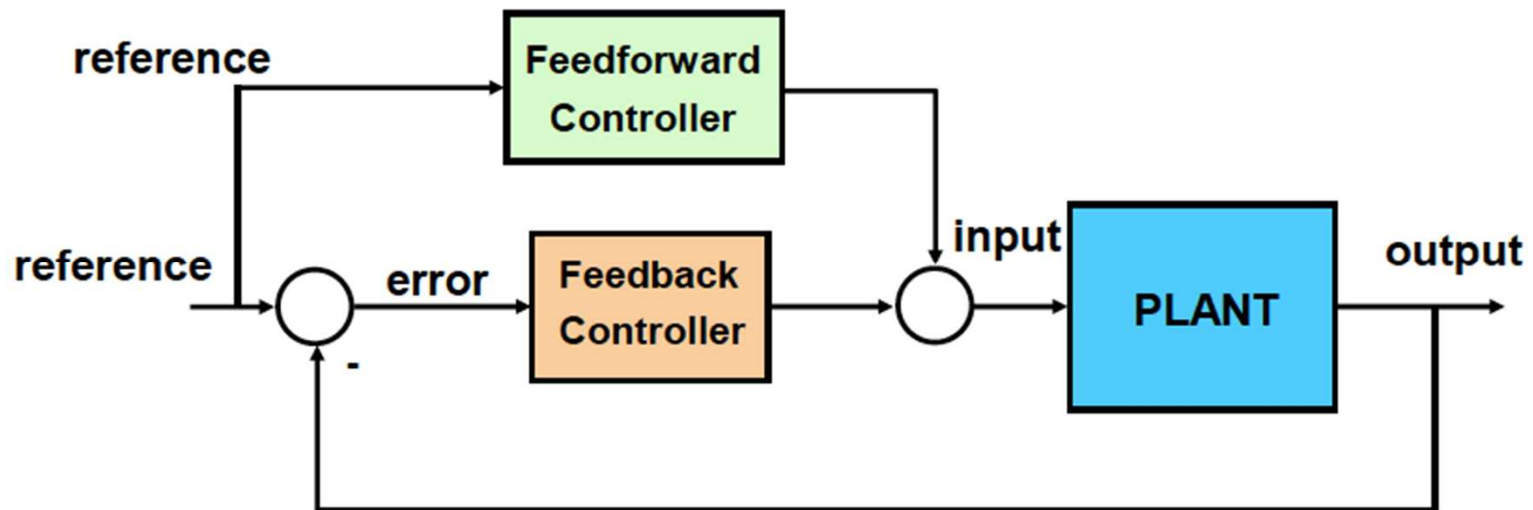 reference
Feedforward
Controller
reference
error
Feedback
Controller
input
PLANT
output
-